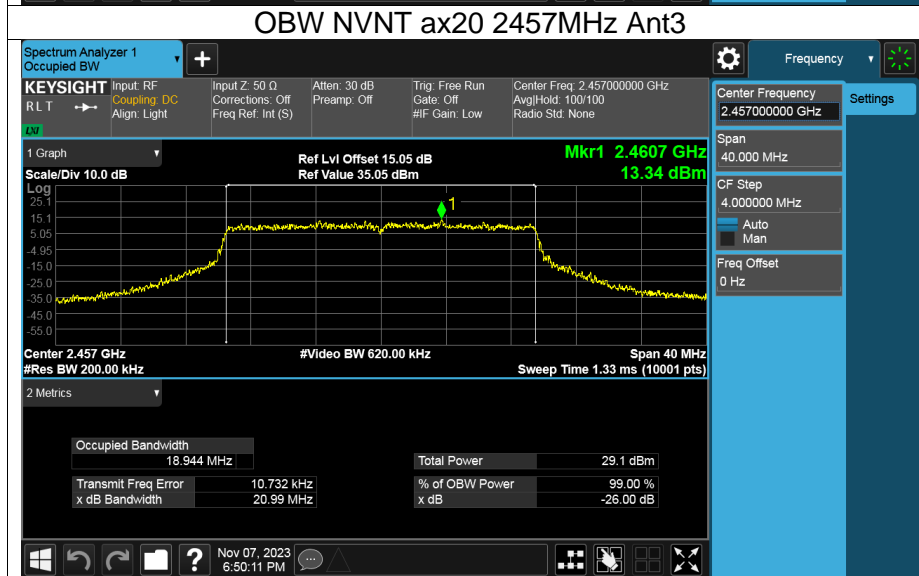 OBW NVNT ax20 2457MHz Ant3
Spectrum Analyzer 1
Occupied BW
+
Frequency
KEYSIGHT
RLT
LXI
Input: RF
Coupling: DC
Align: Light
Input Z: 50 Ω
Corrections: Off
Freq Ref: Int (S)
Atten: 30 dB
Preamp: Off
Trig: Free Run
Gate: Off
#IF Gain: Low
Center Freq: 2.457000000 GHz
Avg|Hold: 100/100
Radio Std: None
Center Frequency
2.457000000 GHz
Settings
Span
40.000 MHz
CF Step
4.000000 MHz
Auto
Man
Freq Offset
0 Hz
1 Graph
Scale/Div 10.0 dB
Ref Lvl Offset 15.05 dB
Ref Value 35.05 dBm
Mkr1 2.4607 GHz
13.34 dBm
Log
25.1
15.1
5.05
-4.95
-15.0
-25.0
-35.0
-45.0
-55.0
1
Center 2.457 GHz
#Video BW 620.00 kHz
Span 40 MHz
#Res BW 200.00 kHz
Sweep Time 1.33 ms (10001 pts)
2 Metrics
Occupied Bandwidth
18.944 MHz
Total Power 29.1 dBm
Transmit Freq Error 10.732 kHz
% of OBW Power 99.00 %
x dB Bandwidth 20.99 MHz
x dB -26.00 dB
?
Nov 07, 2023
6:50:11 PM